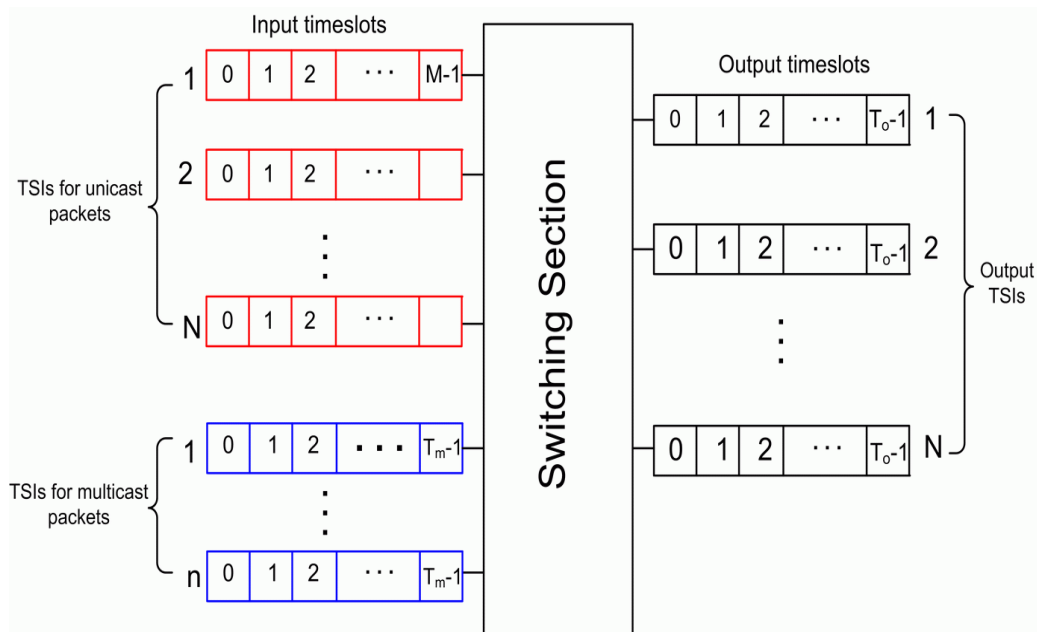 Input timeslots
1 0 1 2 ... M-1
2 0 1 2 ...
N 0 1 2 ...
TSIs for unicast
packets
1 0 1 2 ... Tm-1
n 0 1 2 ... Tm-1
TSIs for multicast
packets
Switching Section
Output timeslots
0 1 2 ... To-1 1
0 1 2 ... To-1 2
0 1 2 ... To-1 N
Output
TSIs